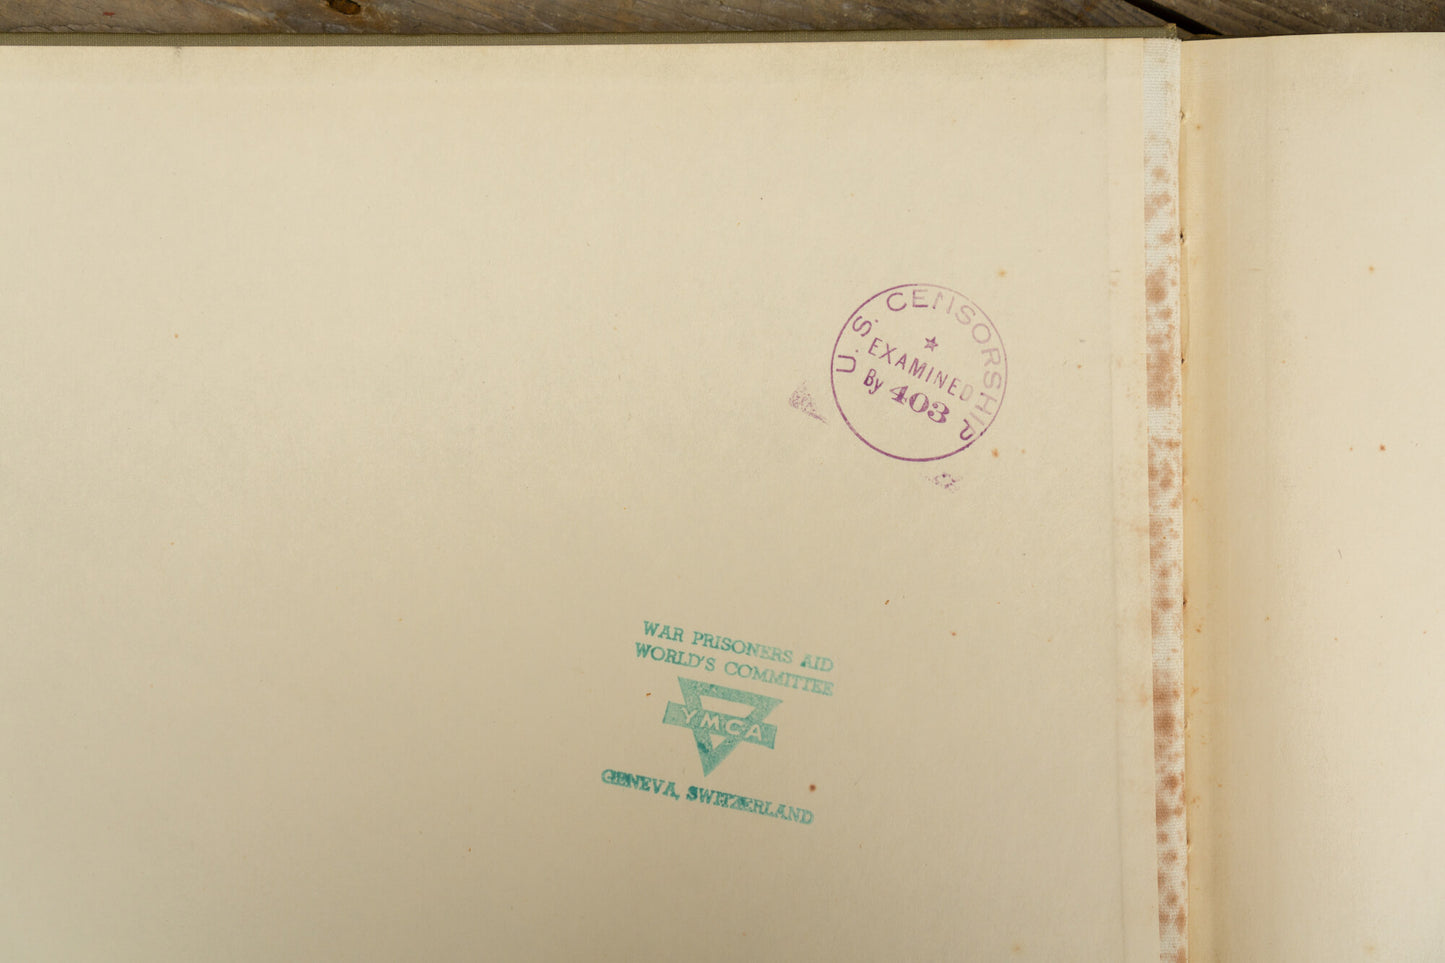 U. S. CENSORSHIP
EXAMINED
By 403
WAR PRISONERS AID
WORLD'S COMMITTEE
YMCA
GENEVA, SWITZERLAND